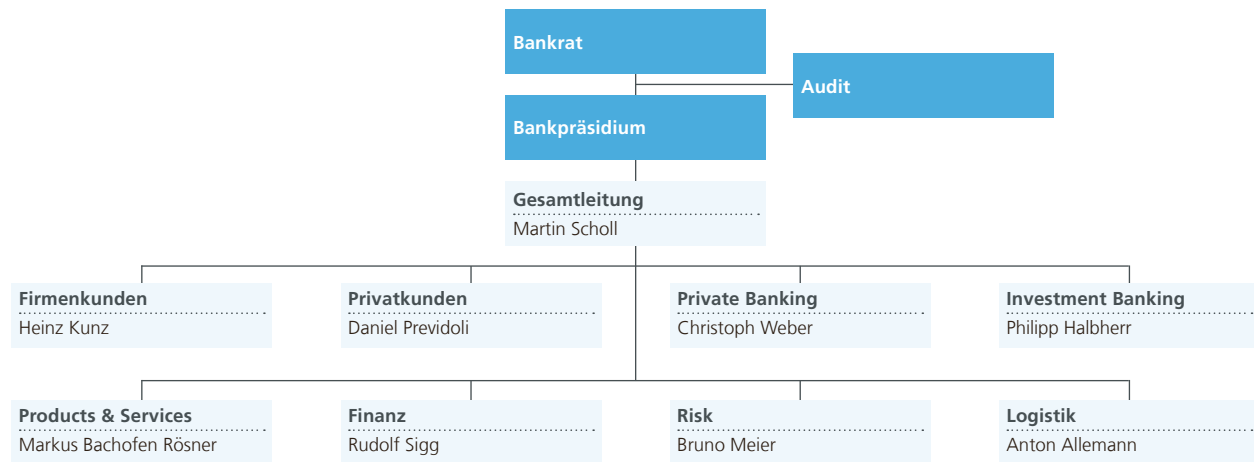 Bankrat
Audit
Bankpräsidium
Gesamtleitung
Martin Scholl
Firmenkunden
Heinz Kunz
Privatkunden
Daniel Previdoli
Private Banking
Christoph Weber
Investment Banking
Philipp Halbherr
Products & Services
Markus Bachofen Rösner
Finanz
Rudolf Sigg
Risk
Bruno Meier
Logistik
Anton Allemann